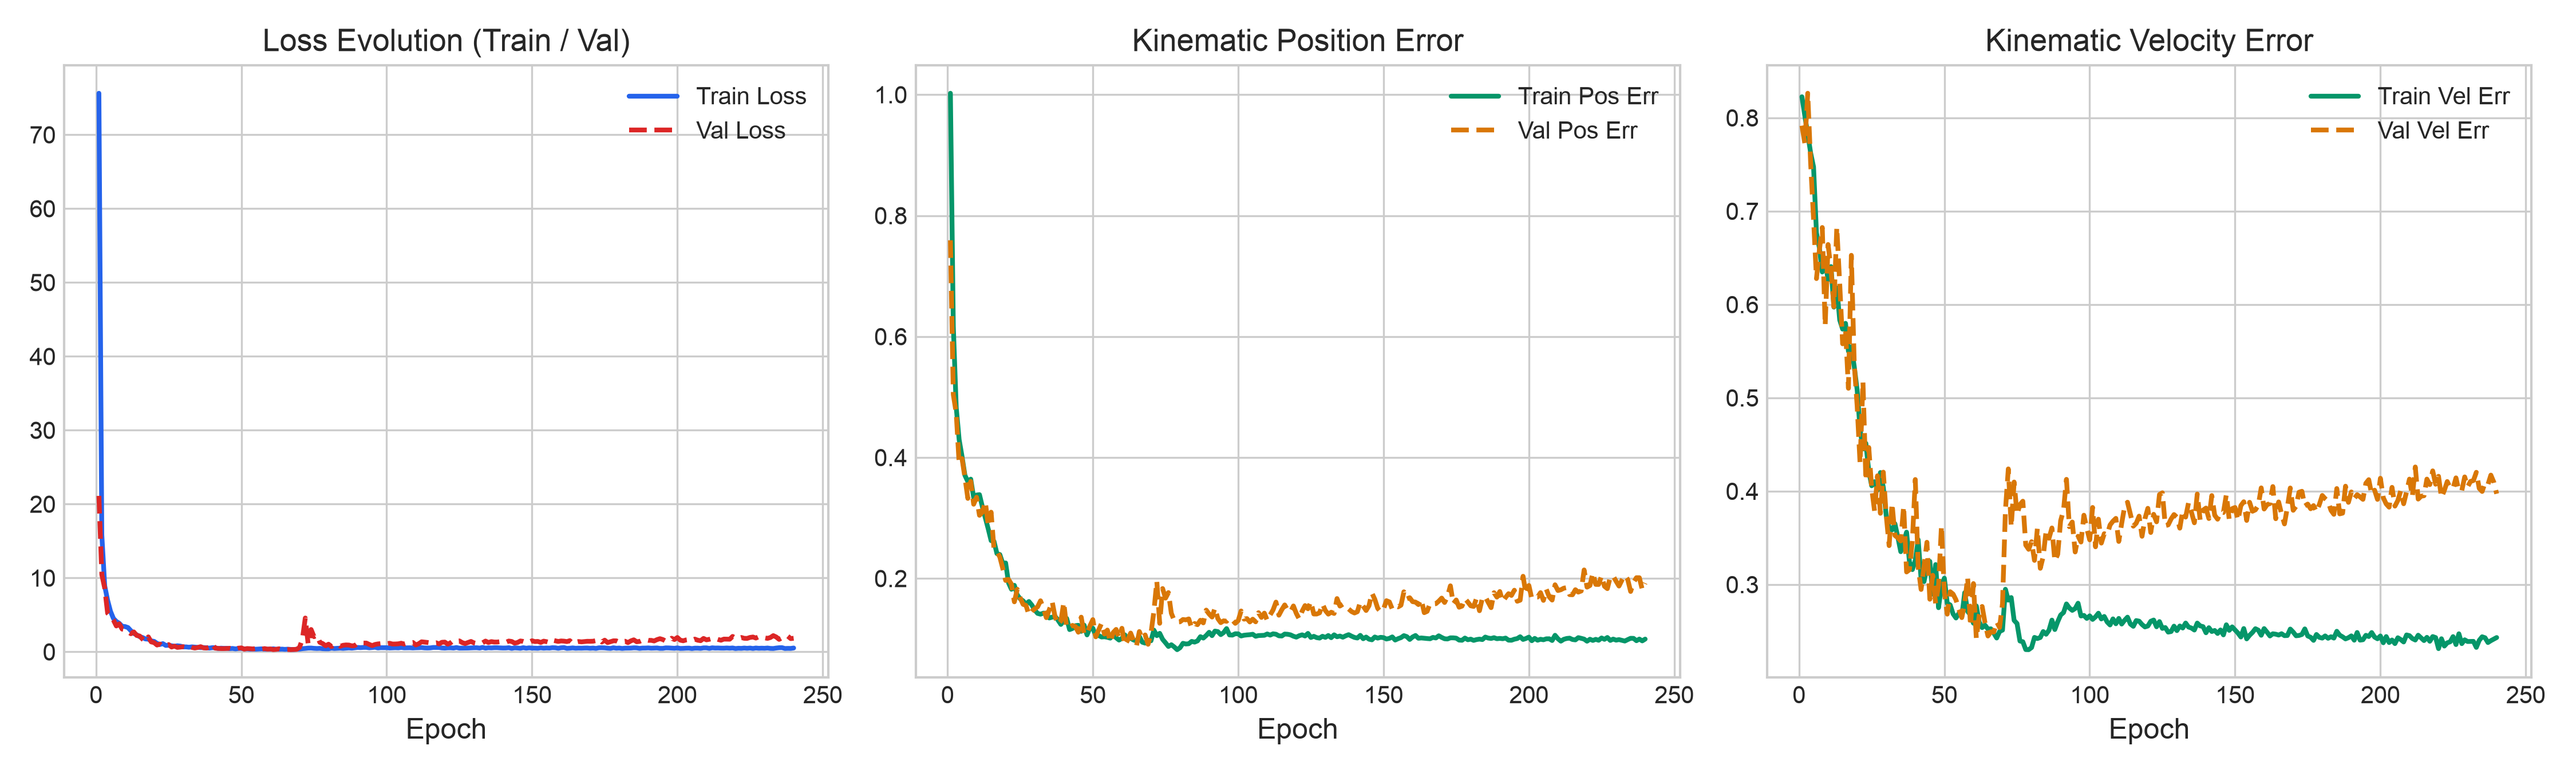 Loss Evolution (Train / Val)
Train Loss
Val Loss
70
60
50
40
30
20
10
0
0 50 100 150 200 250
Epoch
Kinematic Position Error
Train Pos Err
Val Pos Err
1.0
0.8
0.6
0.4
0.2
0 50 100 150 200 250
Epoch
Kinematic Velocity Error
Train Vel Err
Val Vel Err
0.8
0.7
0.6
0.5
0.4
0.3
0 50 100 150 200 250
Epoch